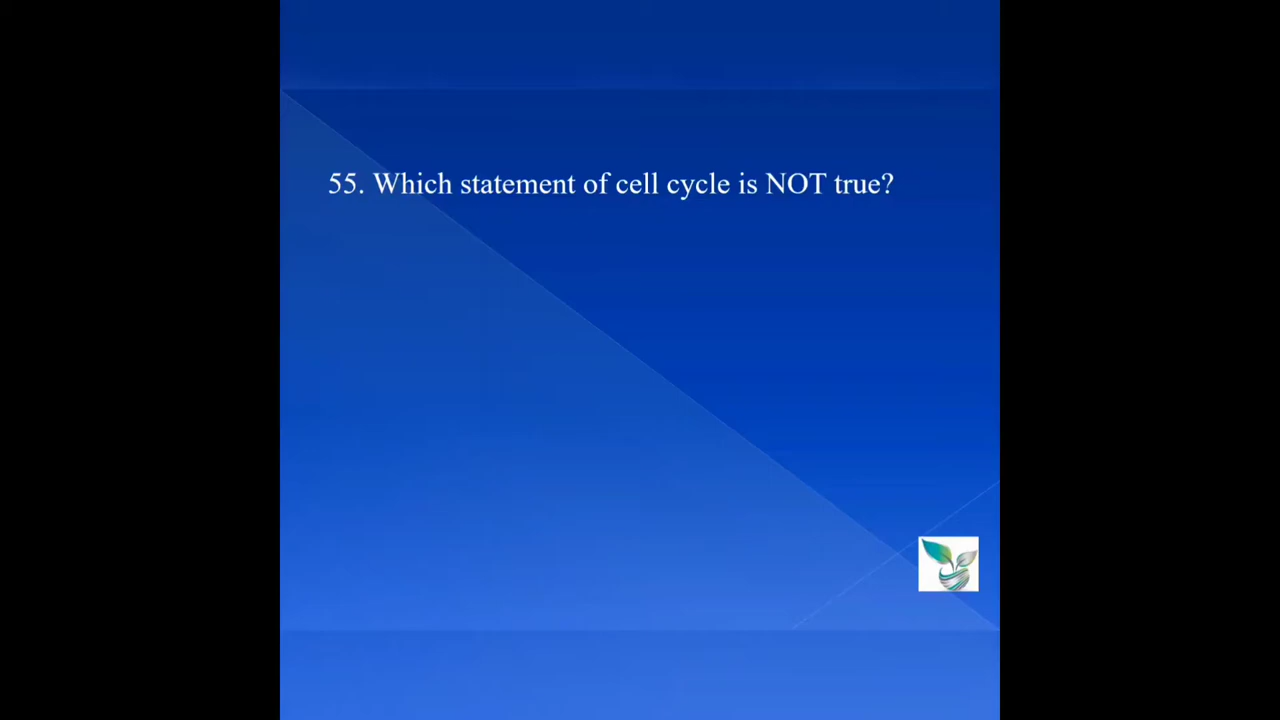 55. Which statement of cell cycle is NOT true?